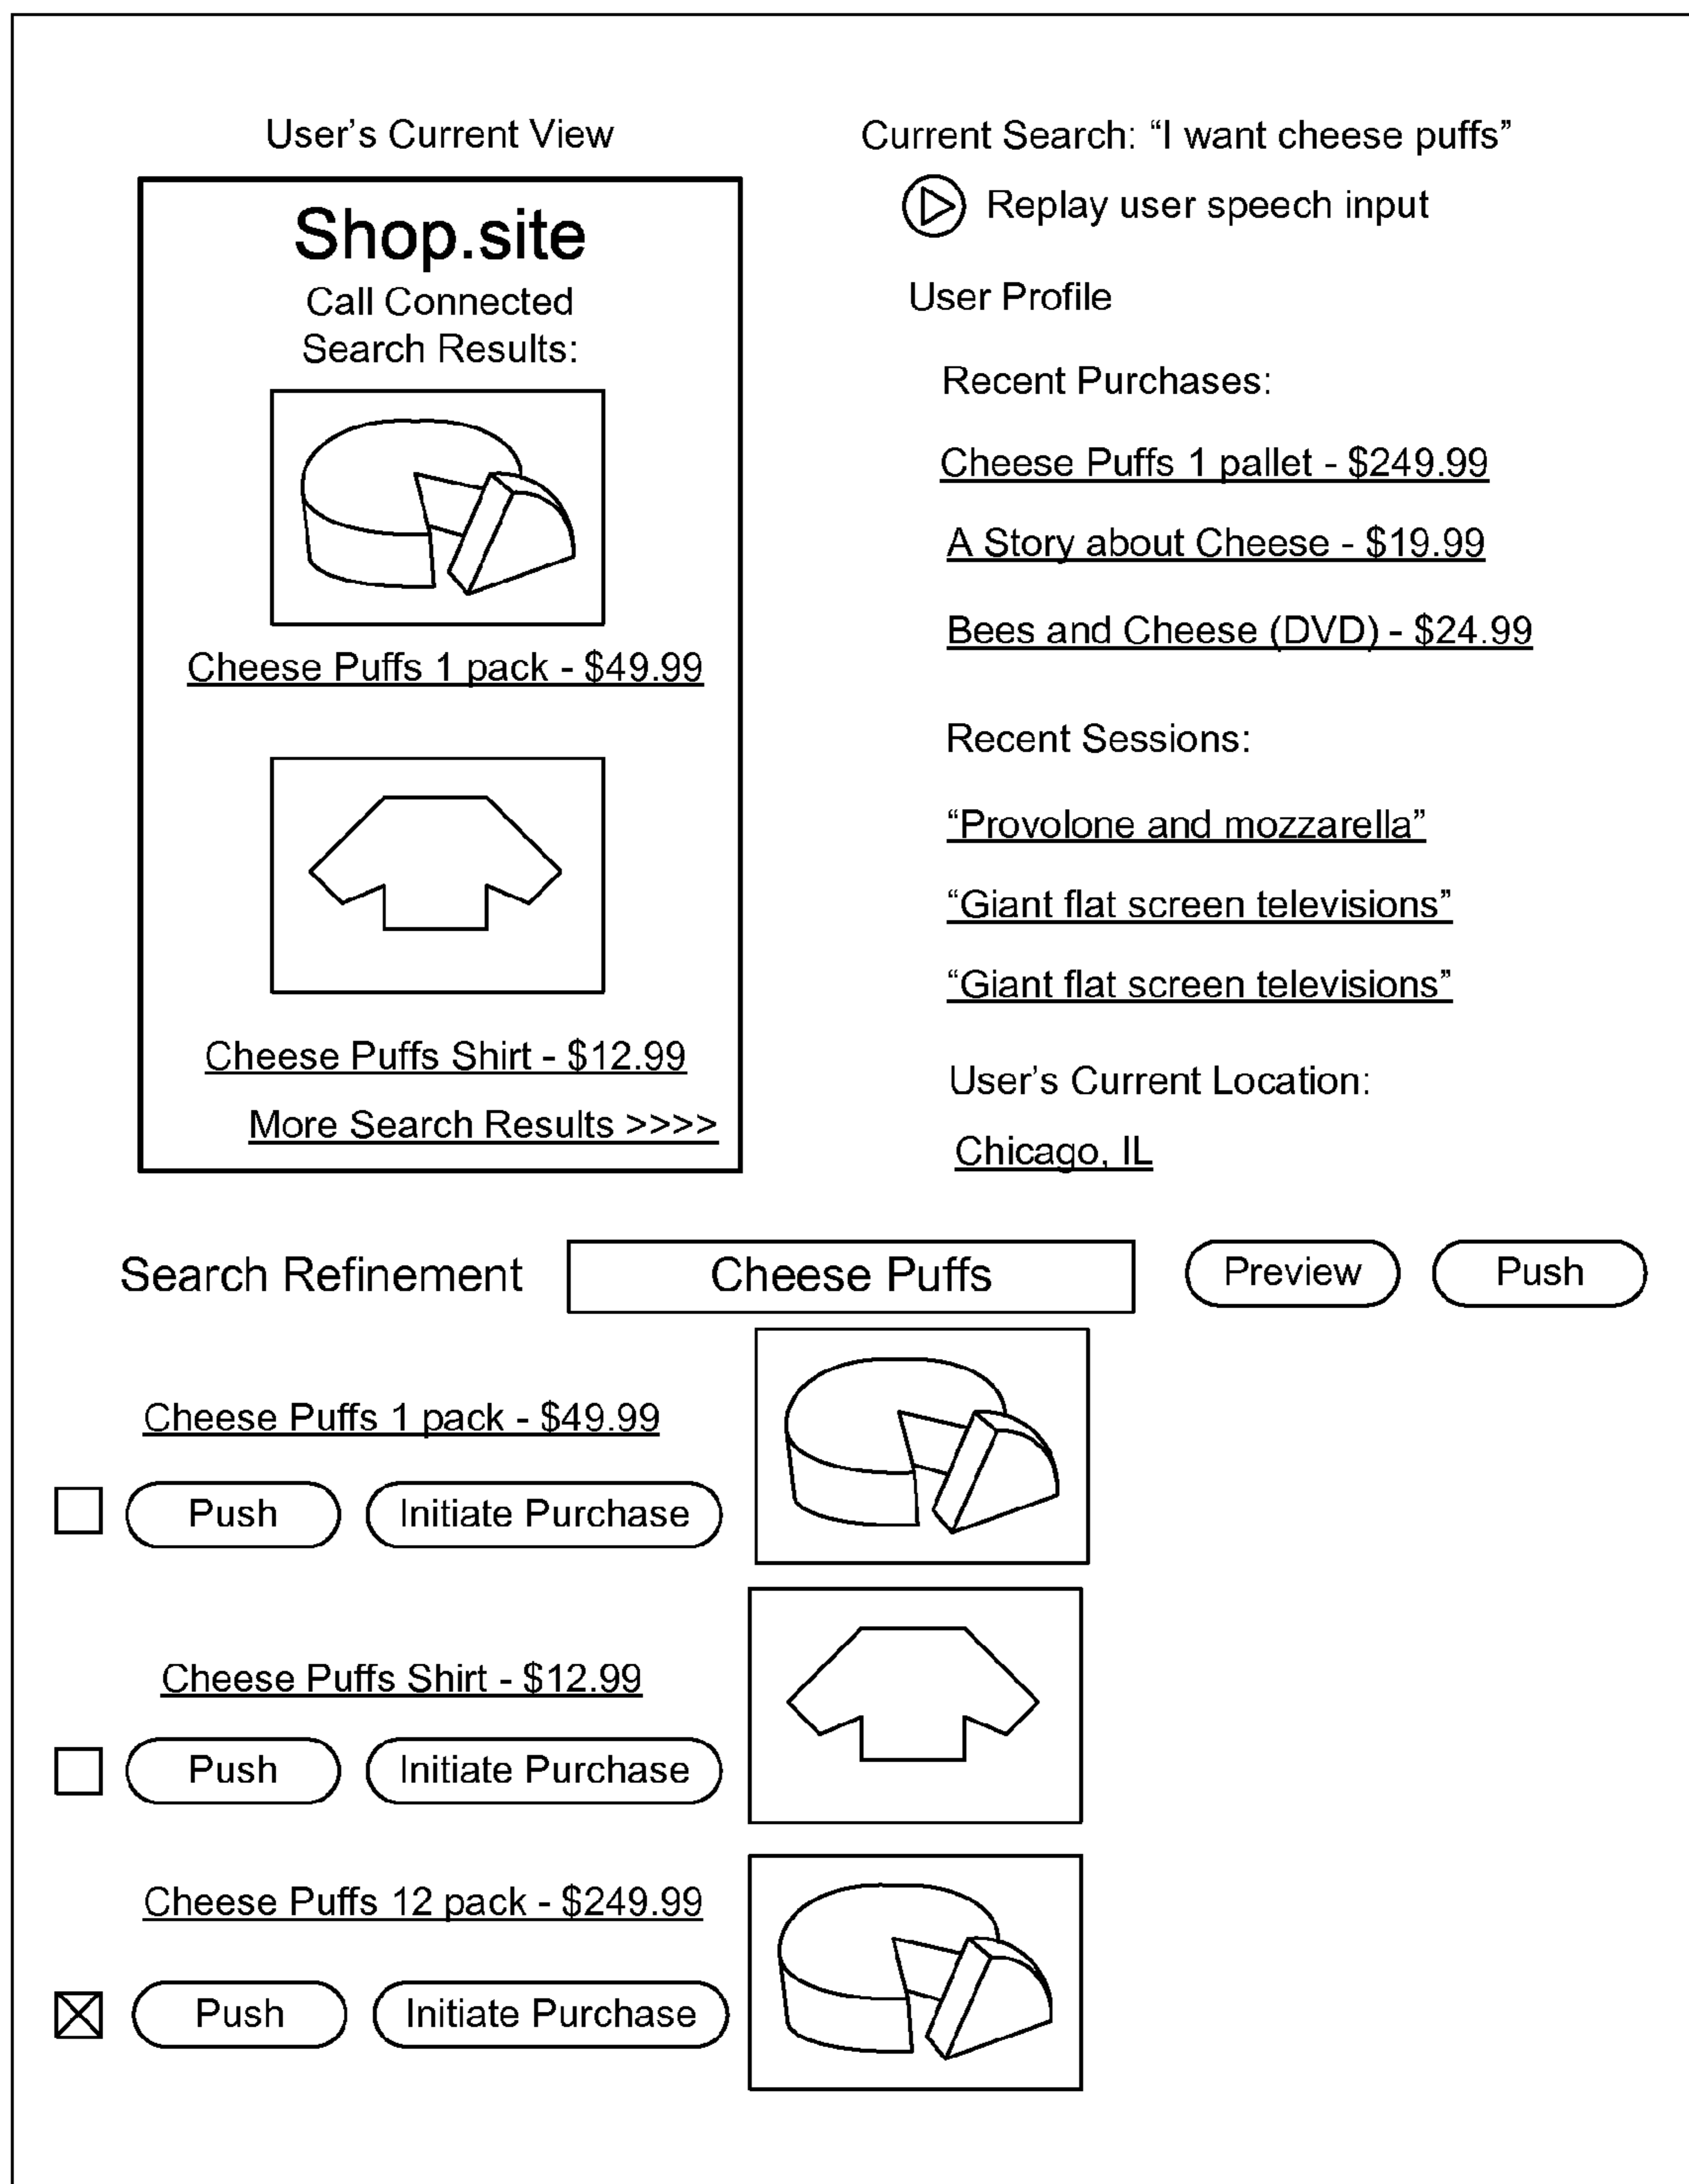 User’s Current View
Shop.site
Call Connected
Search Results:
Cheese Puffs 1 pack - $49.99
Cheese Puffs Shirt - $12.99
More Search Results >>>>
Current Search: “I want cheese puffs”
Replay user speech input
User Profile
Recent Purchases:
Cheese Puffs 1 pallet - $249.99
A Story about Cheese - $19.99
Bees and Cheese (DVD) - $24.99
Recent Sessions:
“Provolone and mozzarella”
“Giant flat screen televisions”
“Giant flat screen televisions”
User’s Current Location:
Chicago, IL
Search Refinement Cheese Puffs Preview Push
Cheese Puffs 1 pack - $49.99
Push Initiate Purchase
Cheese Puffs Shirt - $12.99
Push Initiate Purchase
Cheese Puffs 12 pack - $249.99
Push Initiate Purchase